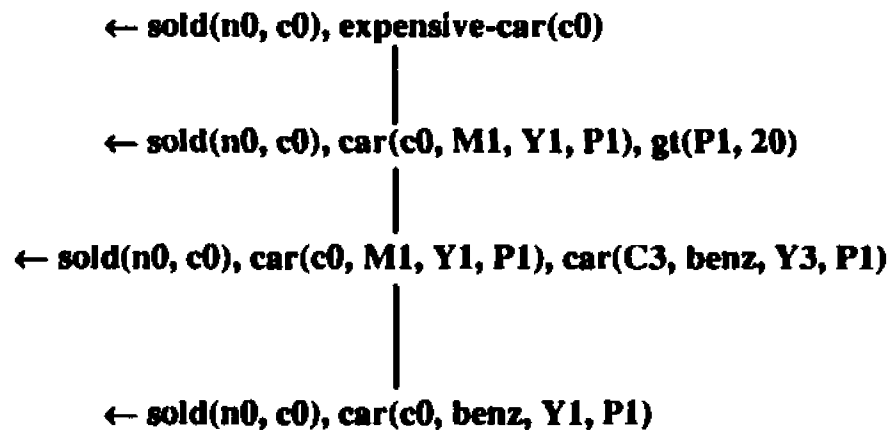 ← sold(n0, c0), expensive-car(c0)
← sold(n0, c0), car(c0, M1, Y1, P1), gt(P1, 20)
← sold(n0, c0), car(c0, M1, Y1, P1), car(C3, benz, Y3, P1)
← sold(n0, c0), car(c0, benz, Y1, P1)